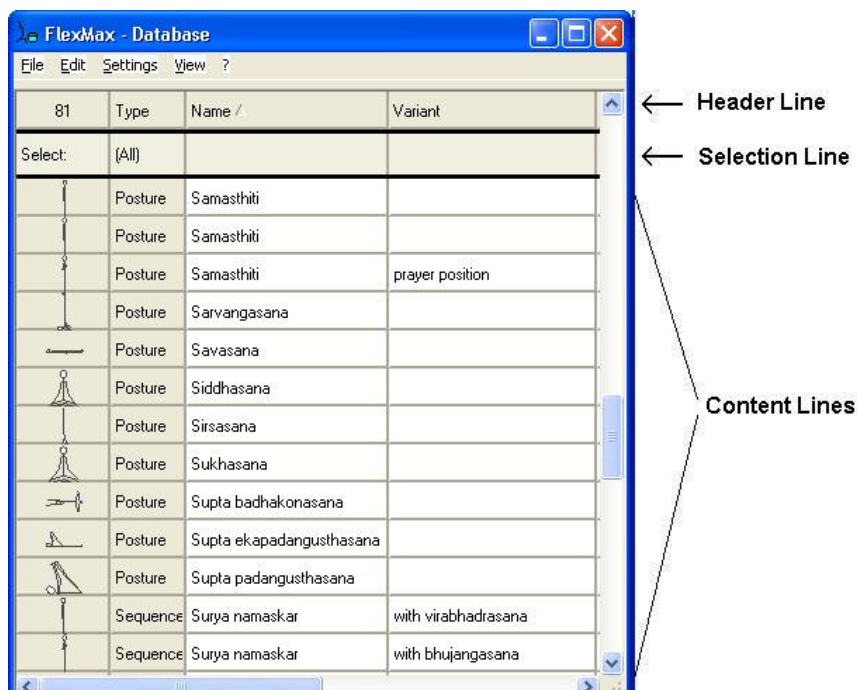 FlexMax - Database
File Edit Settings View ?
81 Type Name / Variant
Header Line
Select: (All)
Selection Line
Posture Samasthiti
Posture Samasthiti
Posture Samasthiti prayer position
Posture Sarvangasana
Posture Savasana
Posture Siddhasana
Posture Sirsasana
Content Lines
Posture Sukhasana
Posture Supta badhakonasana
Posture Supta ekapadangusthasana
Posture Supta padangusthasana
Sequence Surya namaskar with virabhadrasana
Sequence Surya namaskar with bhujangasana